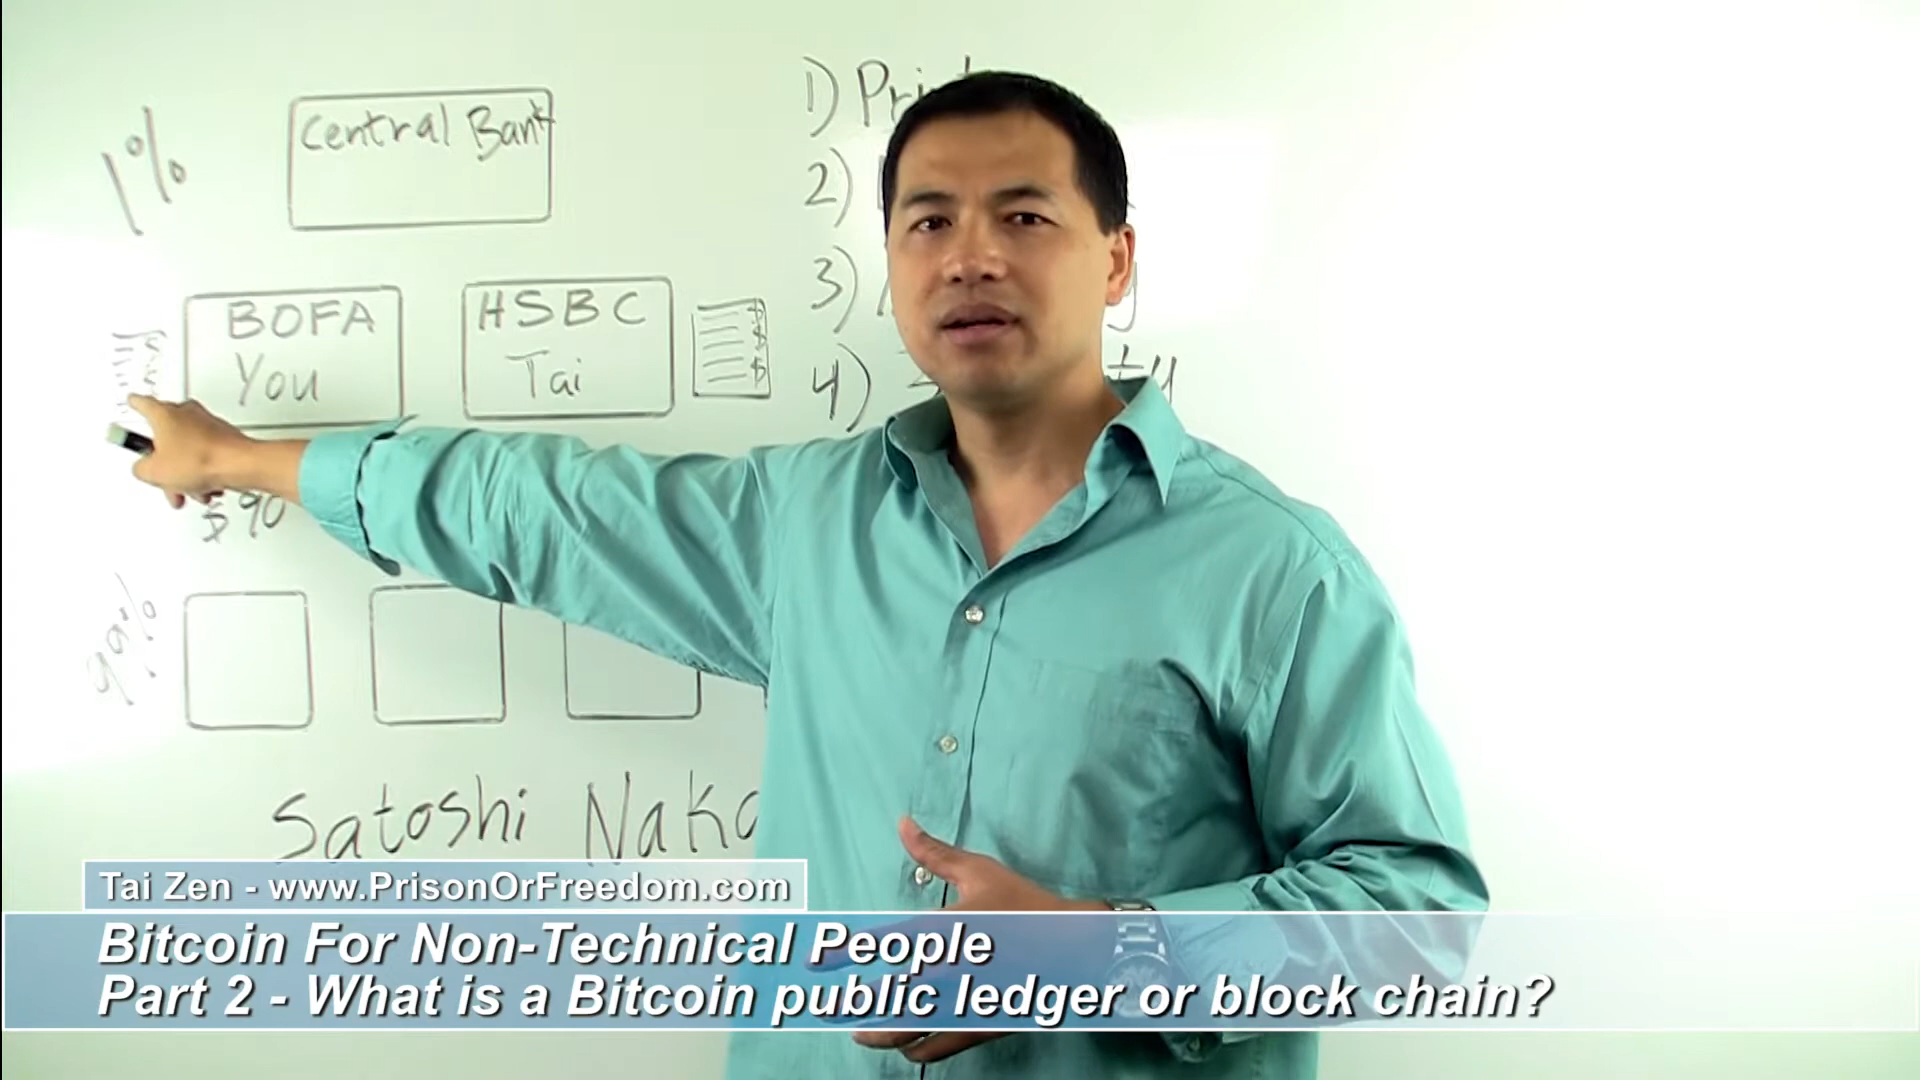 1%
Central Bank
1)
2)
3)
4)
BOFA
You
HSBC
Tai
$ $ $
$90
99%
Satoshi
Tai Zen - www.PrisonOrFreedom.com
Bitcoin For Non-Technical People
Part 2 - What is a Bitcoin public ledger or block chain?